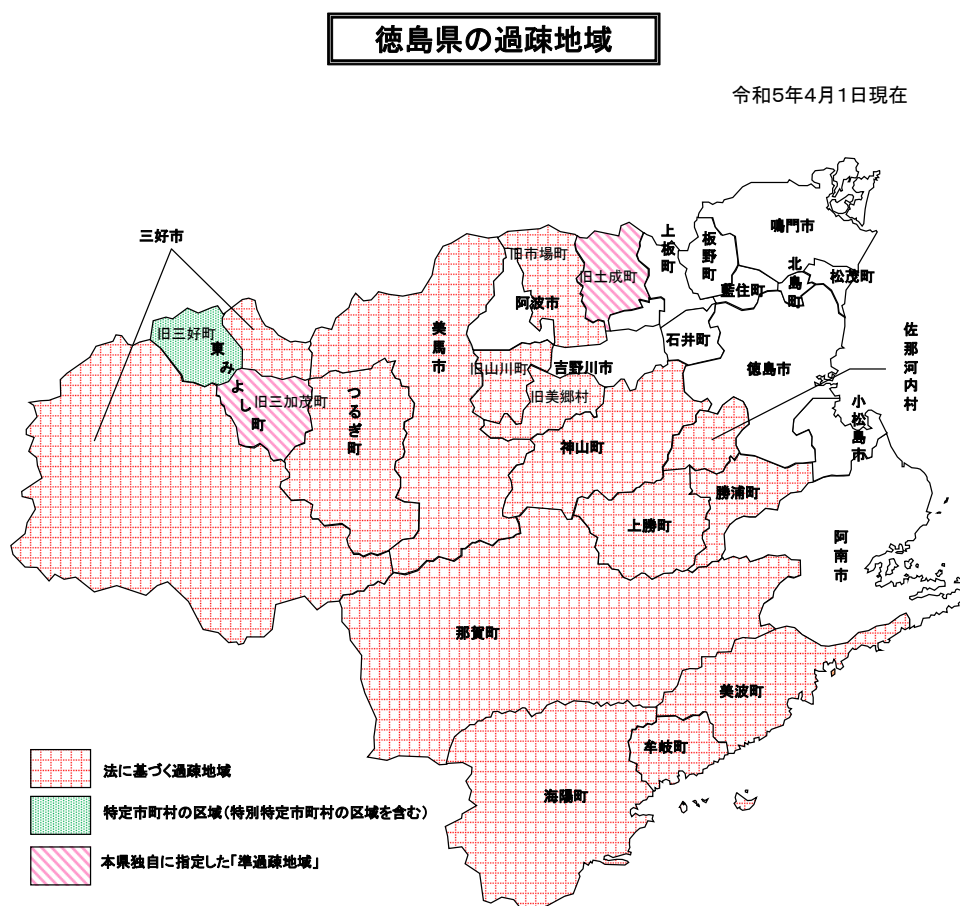 徳島県の過疎地域
令和5年4月1日現在
三好市
旧三好町
東みよし町
旧三加茂町
つるぎ町
美馬市
旧市場町
阿波市
旧土成町
上板町
板野町
鳴門市
北島町
松茂町
藍住町
石井町
徳島市
佐那河内村
小松島市
旧山川町
吉野川市
旧美郷村
神山町
勝浦町
上勝町
阿南市
那賀町
美波町
牟岐町
海陽町
法に基づく過疎地域
特定市町村の区域(特別特定市町村の区域を含む)
本県独自に指定した「準過疎地域」